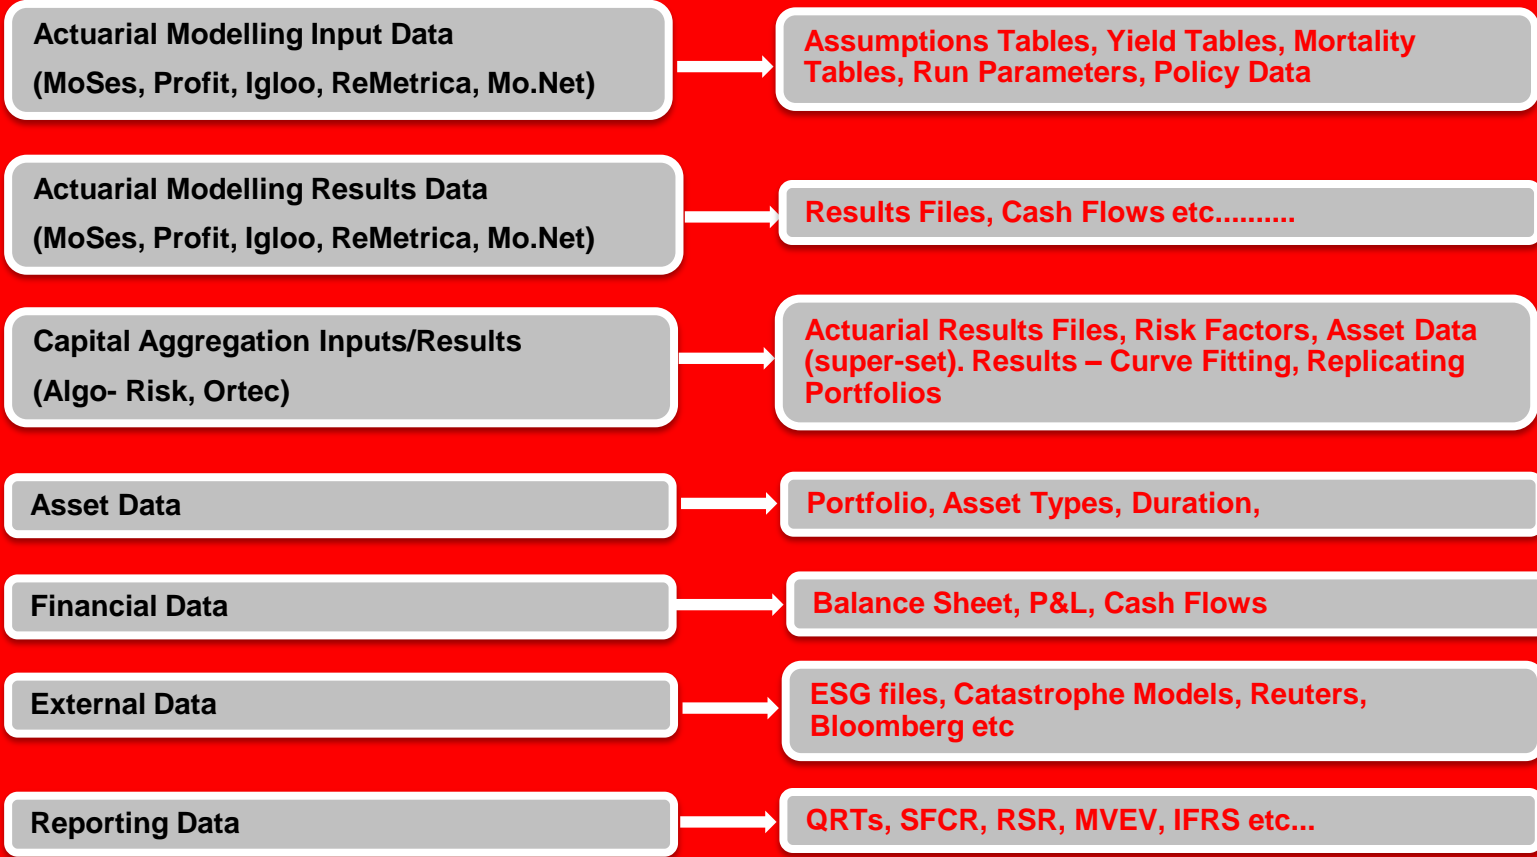 Actuarial Modelling Input Data
(MoSes, Profit, Igloo, ReMetrica, Mo.Net)
Assumptions Tables, Yield Tables, Mortality
Tables, Run Parameters, Policy Data
Actuarial Modelling Results Data
(MoSes, Profit, Igloo, ReMetrica, Mo.Net)
Results Files, Cash Flows etc..........
Capital Aggregation Inputs/Results
(Algo- Risk, Ortec)
Actuarial Results Files, Risk Factors, Asset Data
(super-set). Results – Curve Fitting, Replicating
Portfolios
Asset Data
Portfolio, Asset Types, Duration,
Financial Data
Balance Sheet, P&L, Cash Flows
External Data
ESG files, Catastrophe Models, Reuters,
Bloomberg etc
Reporting Data
QRTs, SFCR, RSR, MVEV, IFRS etc...